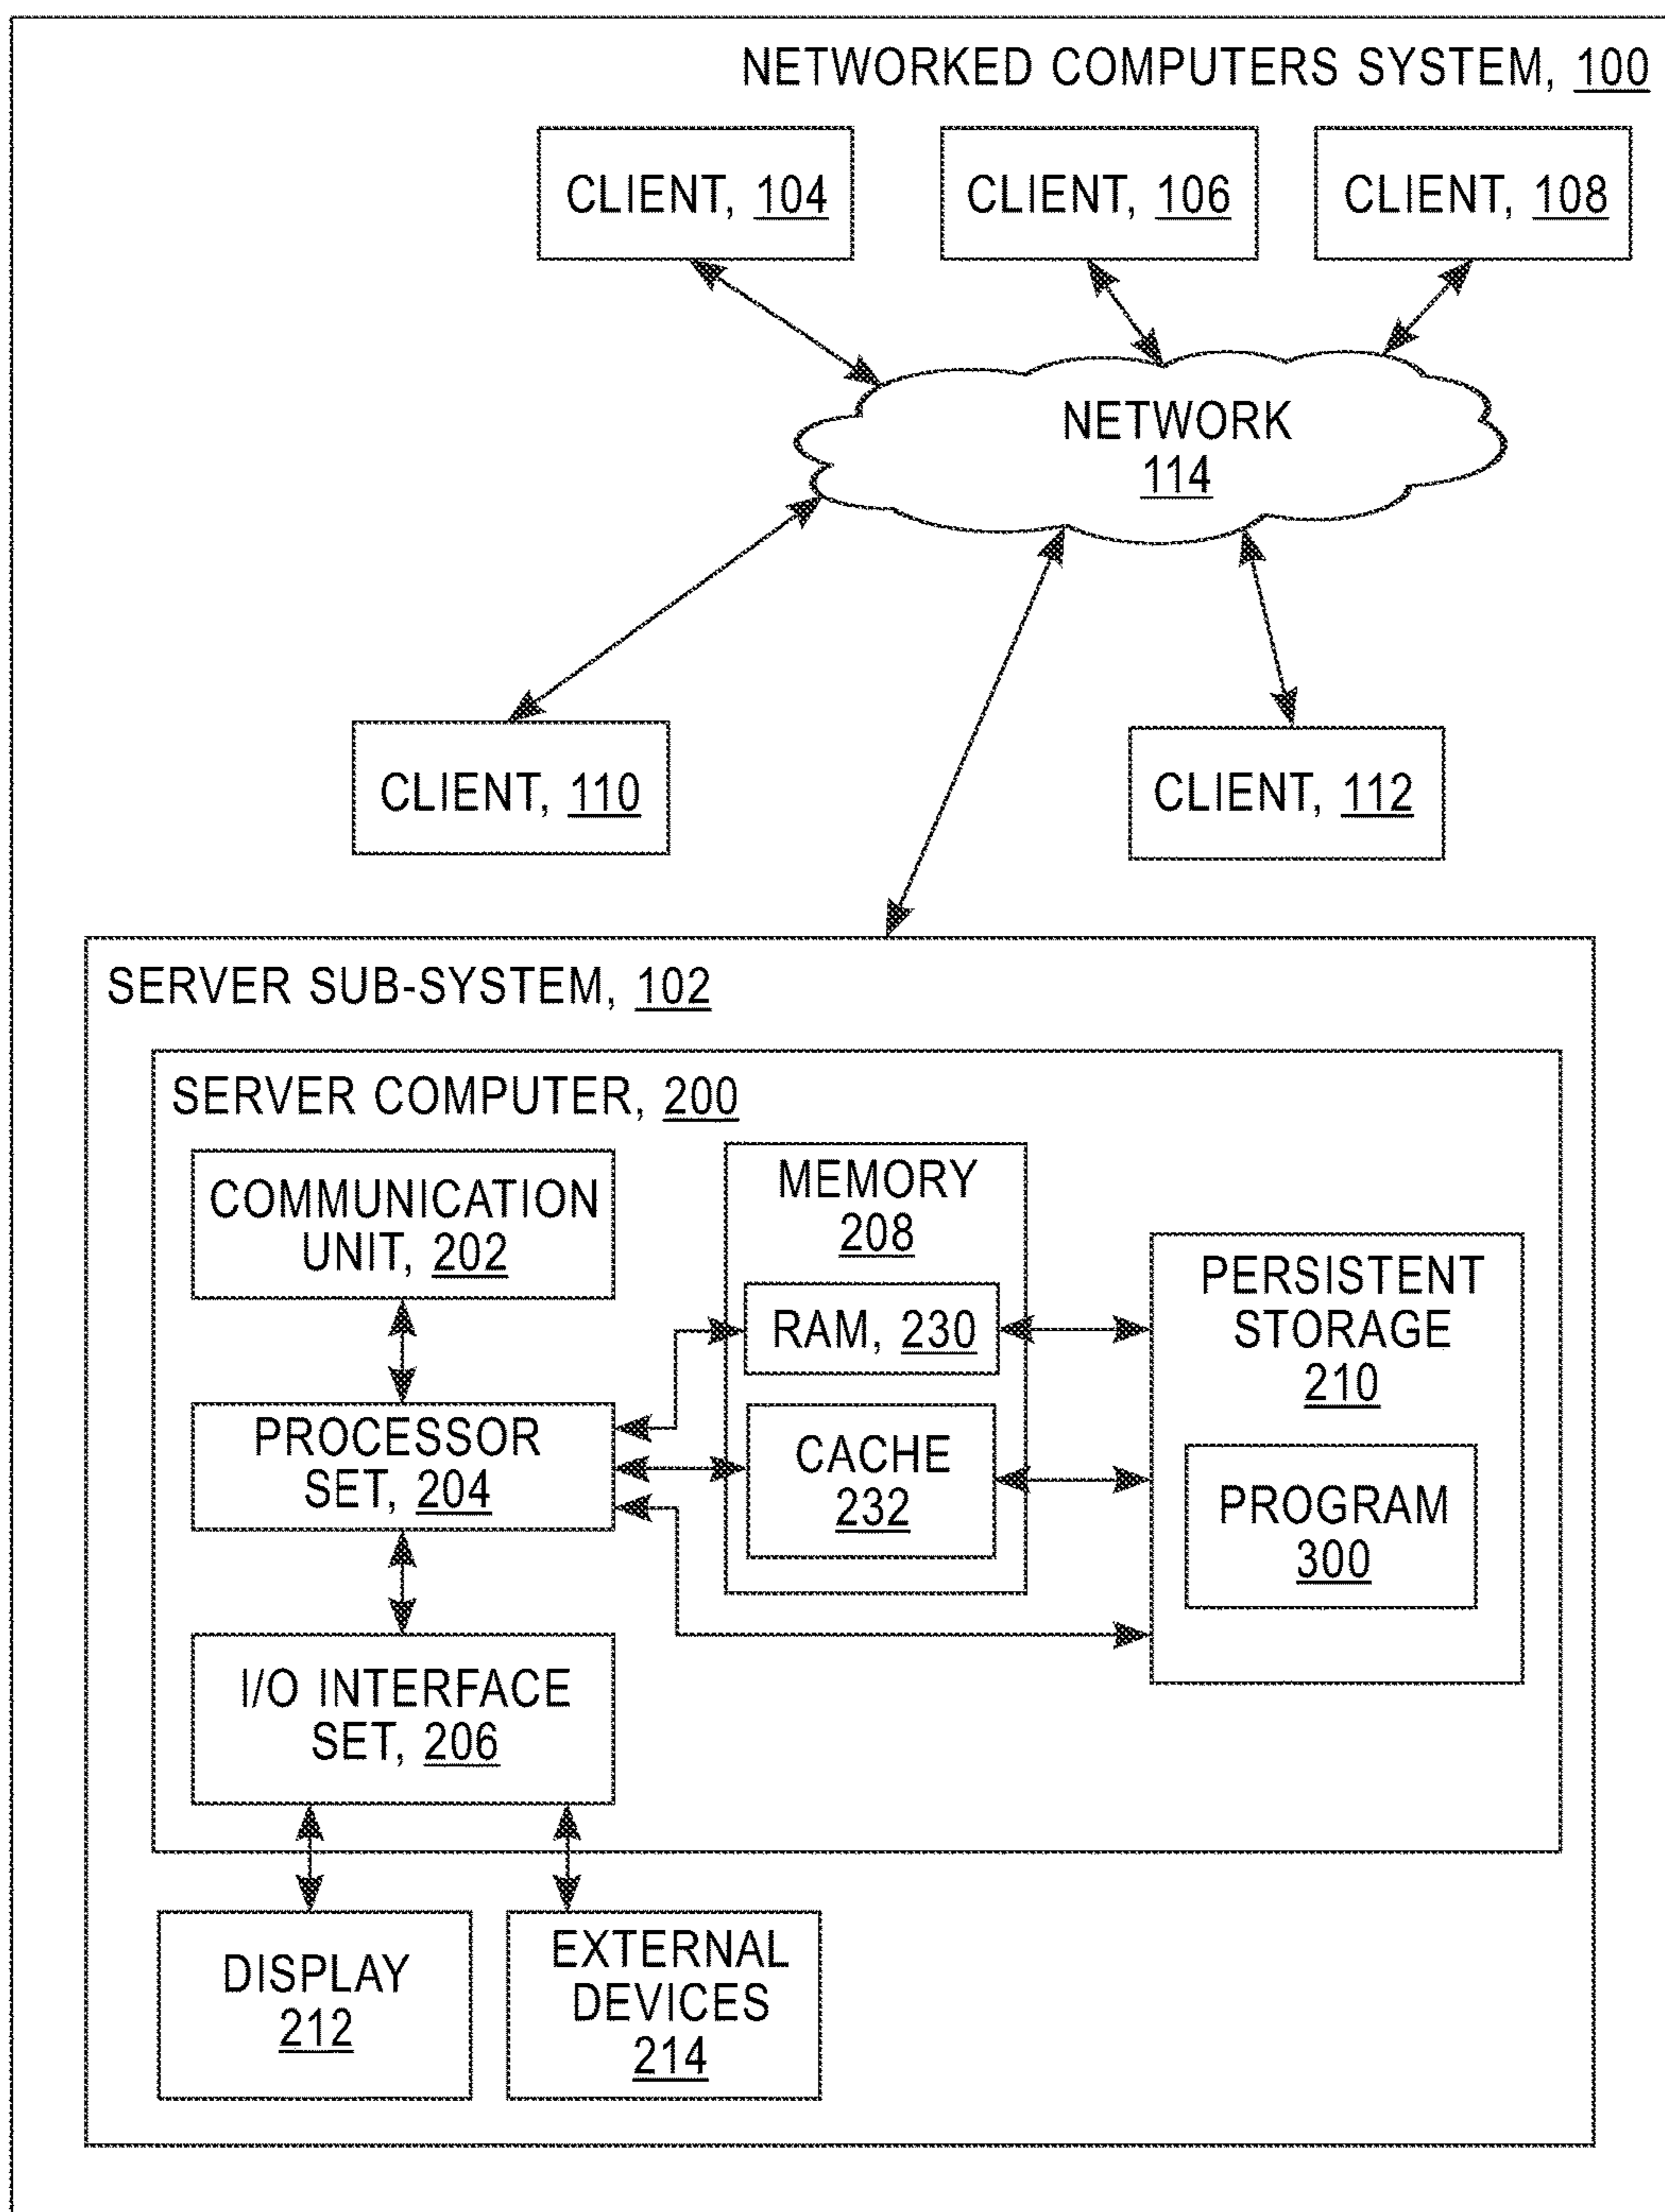 NETWORKED COMPUTERS SYSTEM, 100
CLIENT, 104
CLIENT, 106
CLIENT, 108
NETWORK
114
CLIENT, 110
CLIENT, 112
SERVER SUB-SYSTEM, 102
SERVER COMPUTER, 200
COMMUNICATION
UNIT, 202
MEMORY
208
RAM, 230
PERSISTENT
STORAGE
210
PROCESSOR
SET, 204
CACHE
232
PROGRAM
300
I/O INTERFACE
SET, 206
DISPLAY
212
EXTERNAL
DEVICES
214